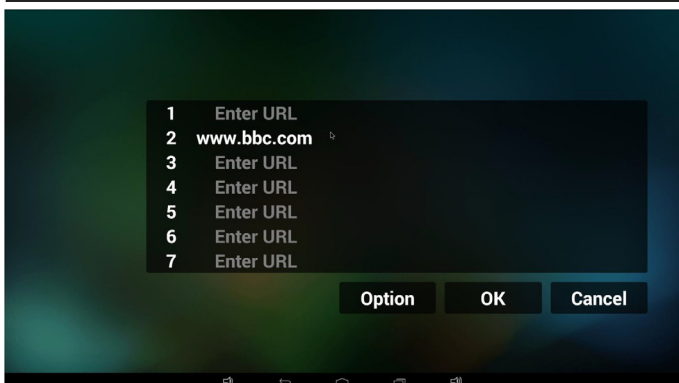 1 Enter URL
2 www.bbc.com
3 Enter URL
4 Enter URL
5 Enter URL
6 Enter URL
7 Enter URL
Option OK Cancel